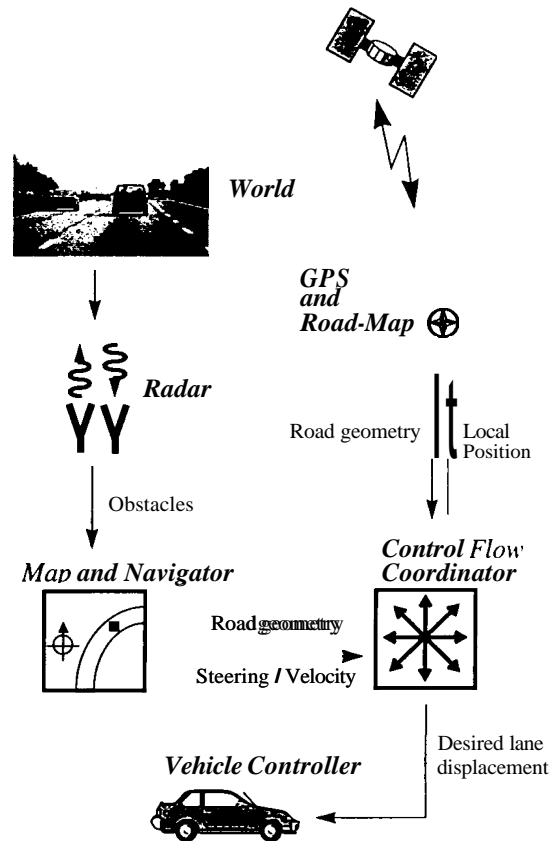 World
GPS
and
Road-Map
Radar
Road geometry
Local
Position
Obstacles
Map and Navigator
Control Flow
Coordinator
Road geometry
Steering / Velocity
Desired lane
displacement
Vehicle Controller